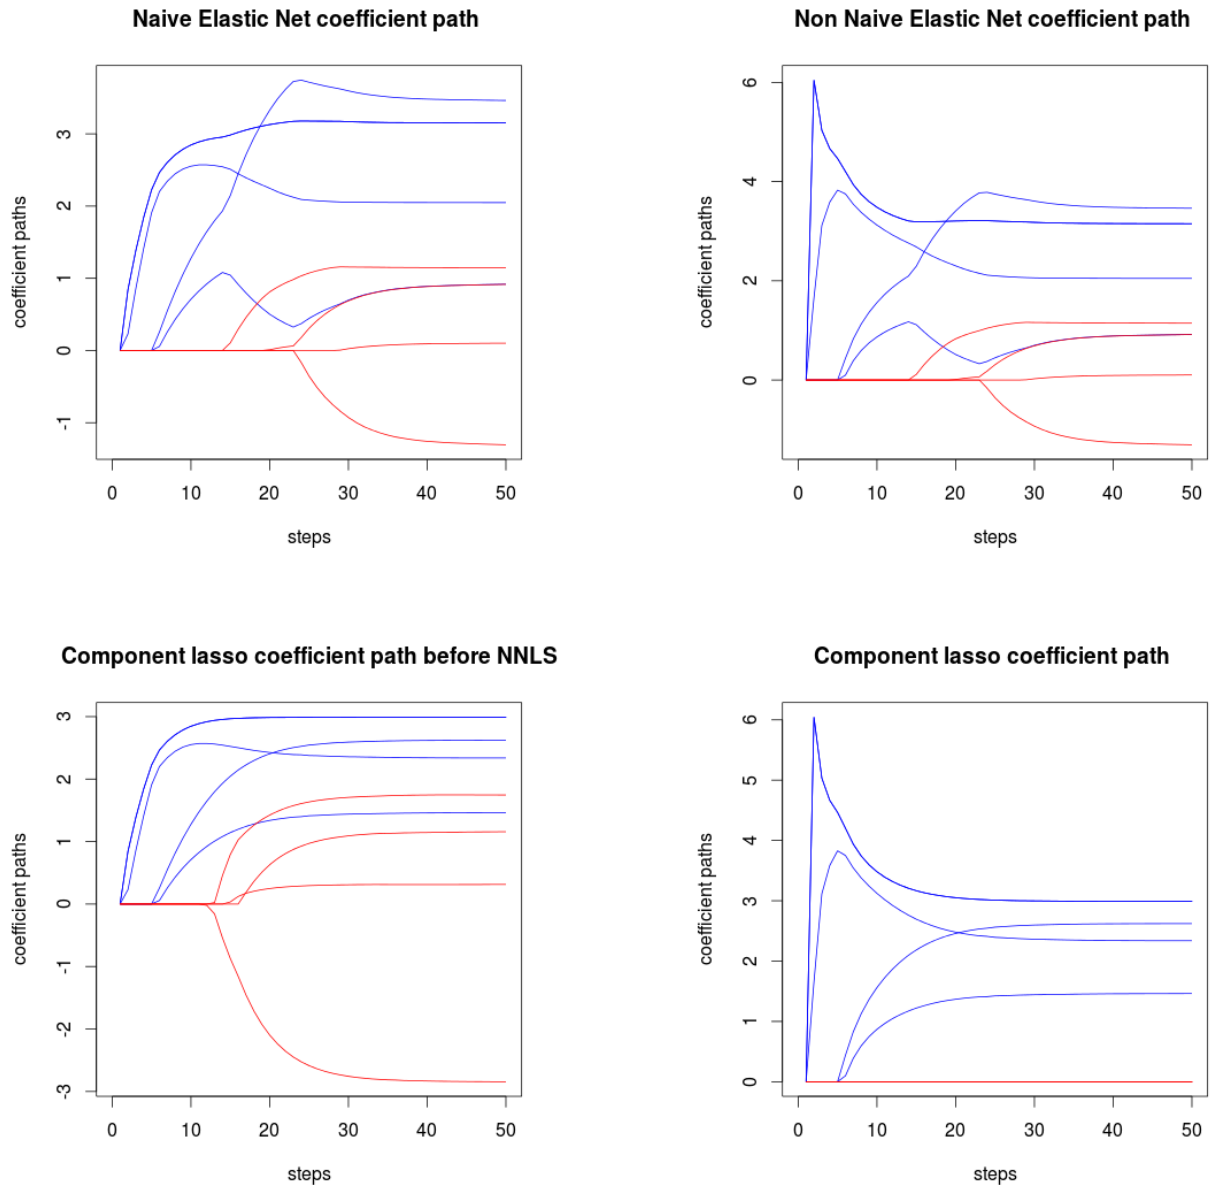 Naive Elastic Net coefficient path
coefficient paths
3
2
1
0
-1
0 10 20 30 40 50
steps
Non Naive Elastic Net coefficient path
coefficient paths
6
4
2
0
0 10 20 30 40 50
steps
Component lasso coefficient path before NNLS
coefficient paths
3
2
1
0
-1
-2
-3
0 10 20 30 40 50
steps
Component lasso coefficient path
coefficient paths
6
5
4
3
2
1
0
0 10 20 30 40 50
steps